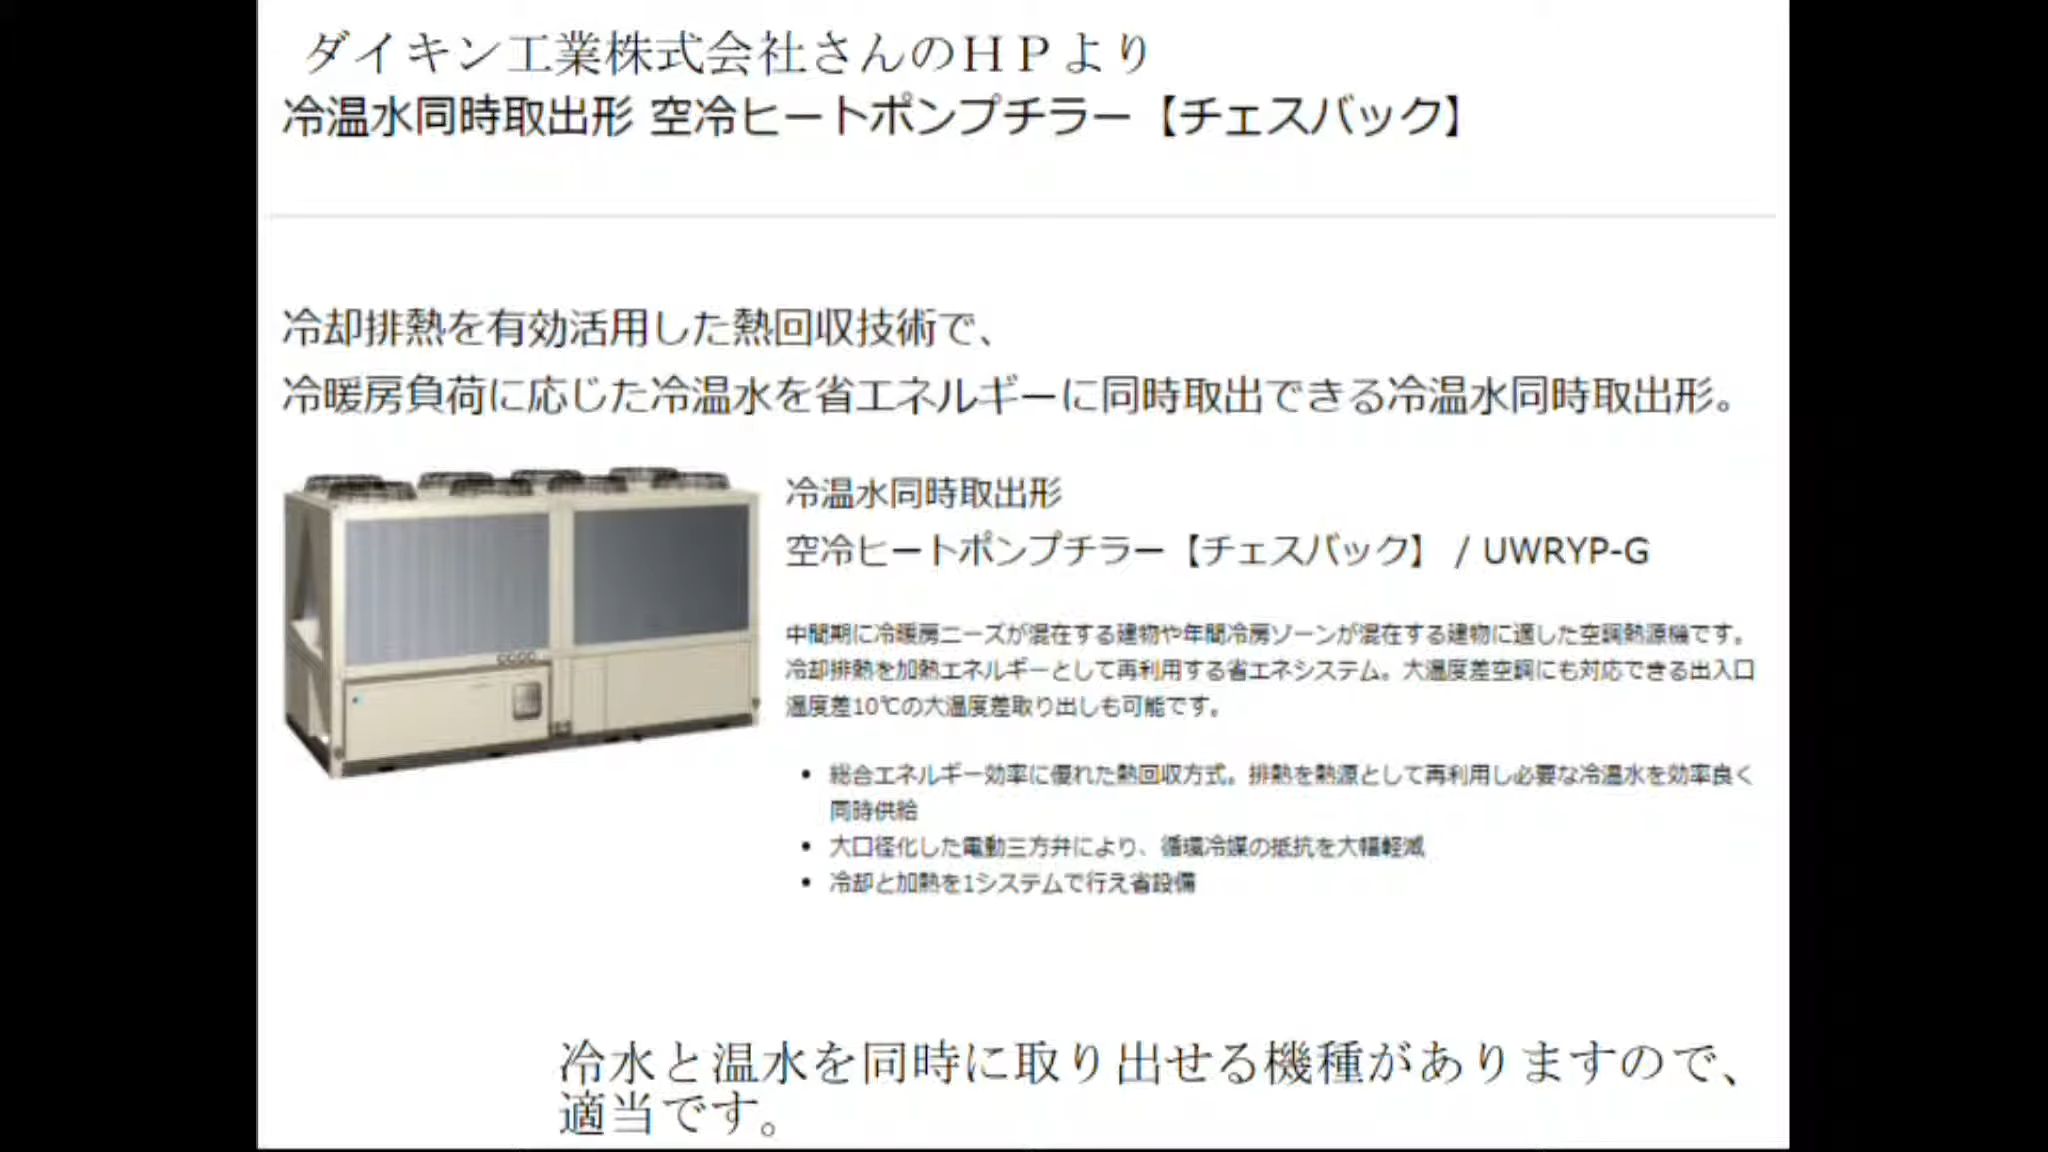 ダイキン工業株式会社さんのＨＰより
冷温水同時取出形 空冷ヒートポンプチラー【チェスバック】
冷却排熱を有効活用した熱回収技術で、
冷暖房負荷に応じた冷温水を省エネルギーに同時取出できる冷温水同時取出形。
冷温水同時取出形
空冷ヒートポンプチラー【チェスバック】 / UWRYP-G
中間期に冷暖房ニーズが混在する建物や年間冷房ゾーンが混在する建物に適した空調熱源機です。
冷却排熱を加熱エネルギーとして再利用する省エネシステム。大温度差空調にも対応できる出入口
温度差10℃の大温度差取り出しも可能です。
• 総合エネルギー効率に優れた熱回収方式。排熱を熱源として再利用し必要な冷温水を効率良く
同時供給
• 大口径化した電動三方弁により、循環冷媒の抵抗を大幅軽減
• 冷却と加熱を1システムで行え省設備
冷水と温水を同時に取り出せる機種がありますので、
適当です。